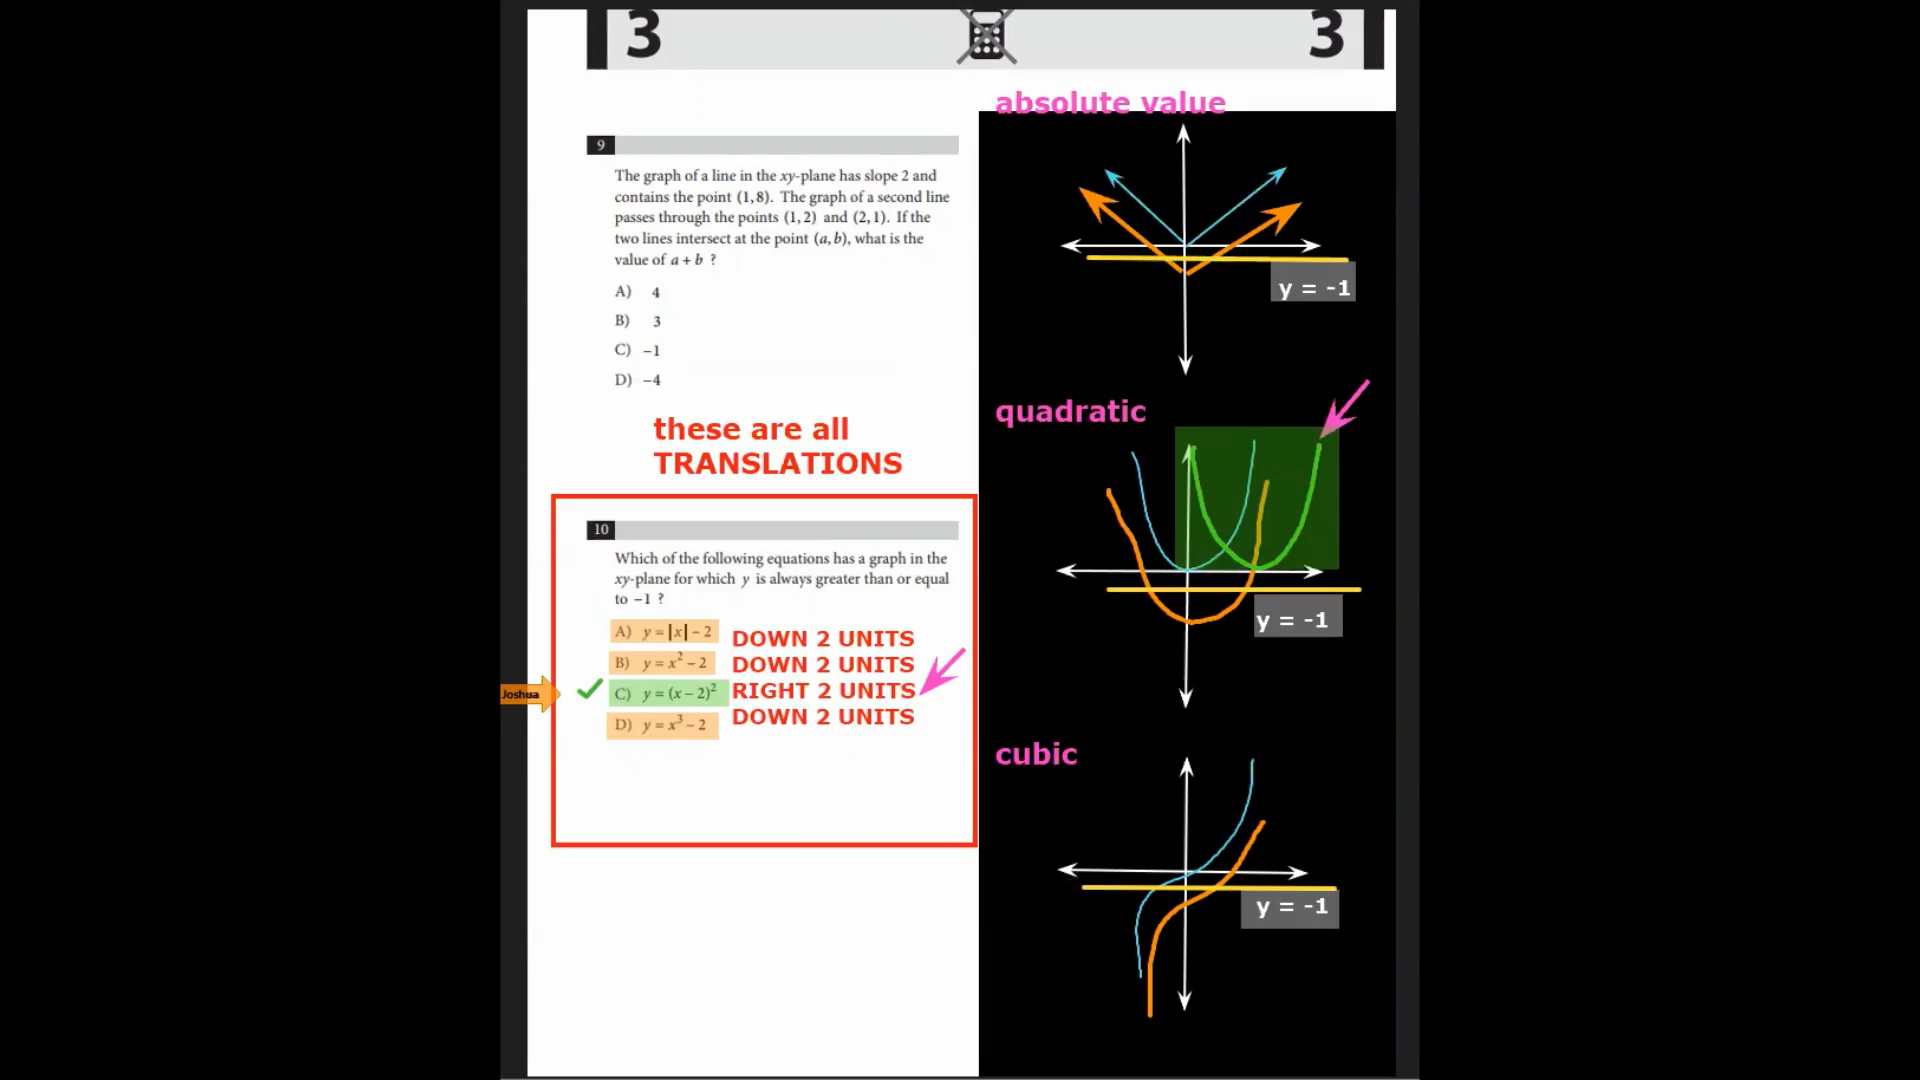 3
3
9
The graph of a line in the xy-plane has slope 2 and
contains the point (1,8). The graph of a second line
passes through the points (1,2) and (2,1). If the
two lines intersect at the point (a,b), what is the
value of a + b ?
A) 4
B) 3
C) −1
D) −4
these are all
TRANSLATIONS
10
Which of the following equations has a graph in the
xy-plane for which y is always greater than or equal
to −1 ?
A) y = |x| − 2 DOWN 2 UNITS
B) y = x² − 2 DOWN 2 UNITS
Joshua C) y = (x − 2)² RIGHT 2 UNITS
D) y = x³ − 2 DOWN 2 UNITS
absolute value
y = -1
quadratic
y = -1
cubic
y = -1